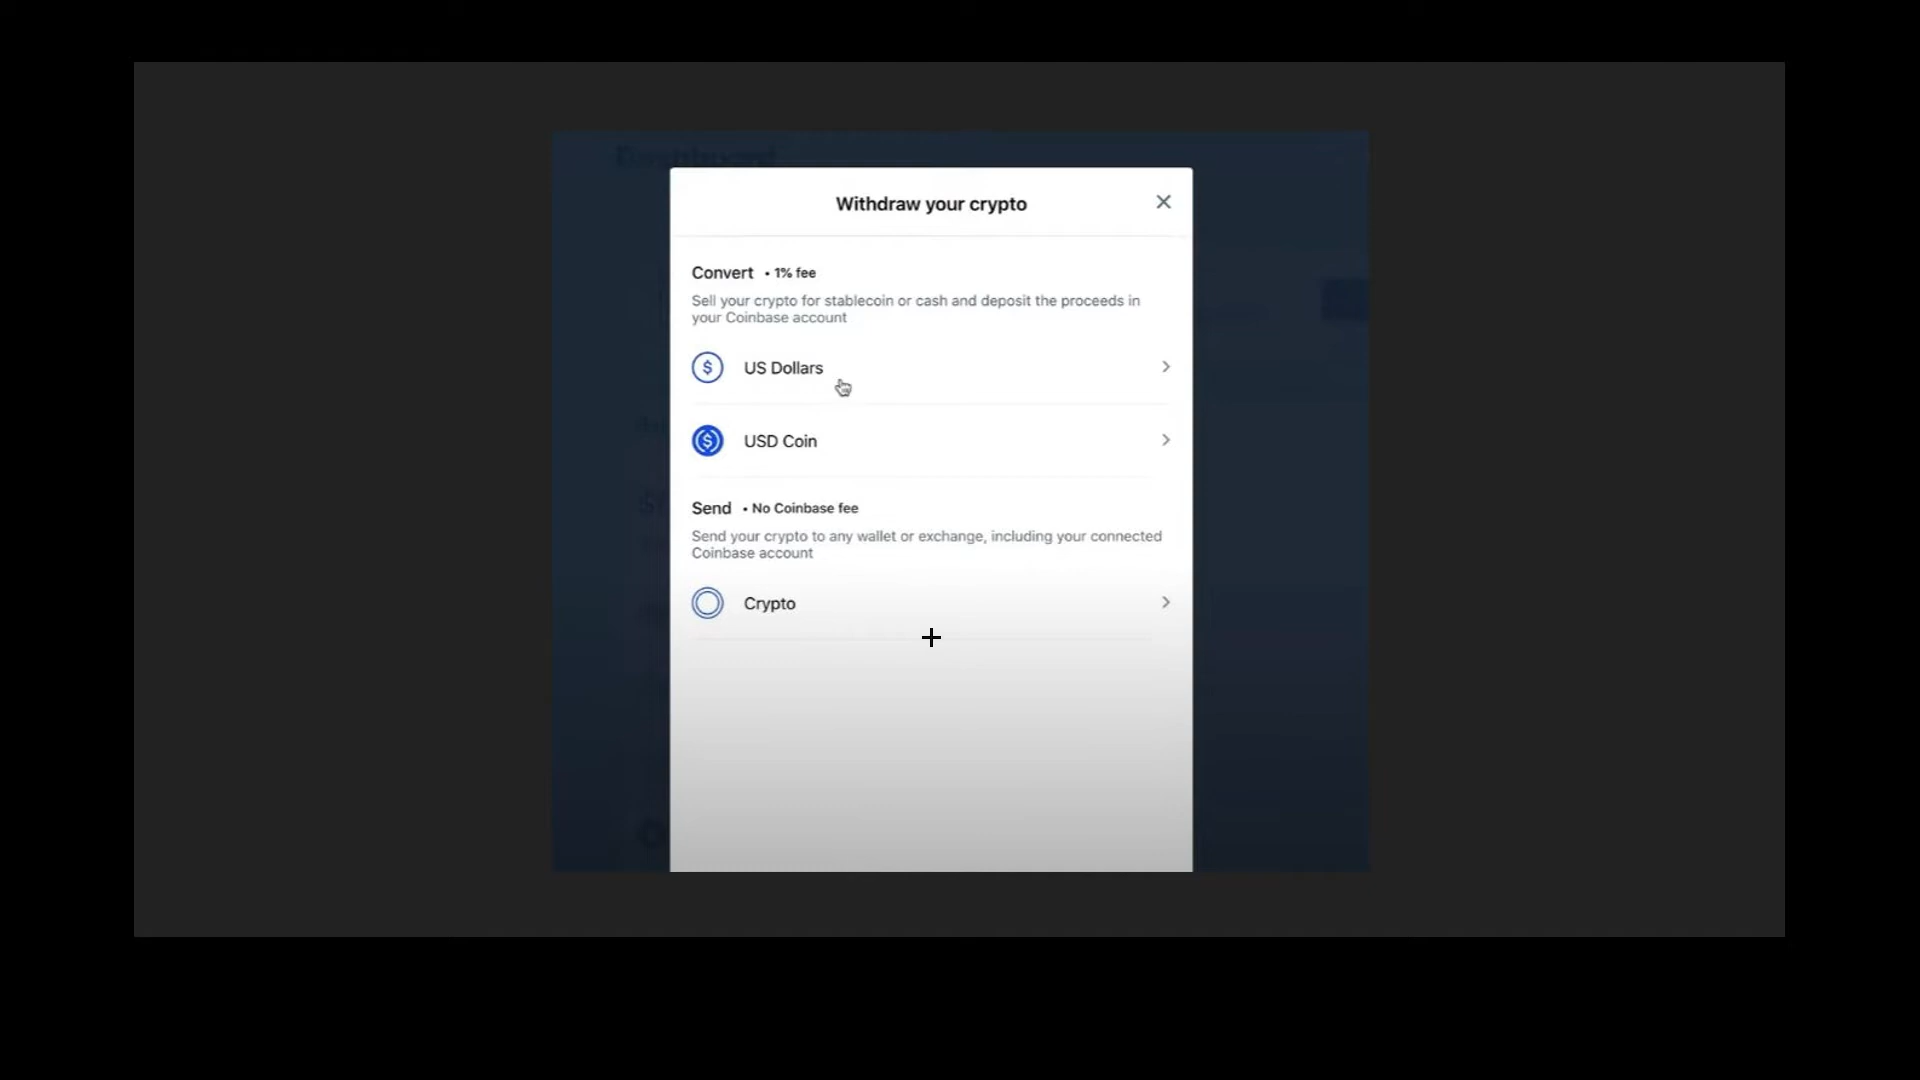 Dashboard
Withdraw your crypto
Convert • 1% fee
Sell your crypto for stablecoin or cash and deposit the proceeds in
your Coinbase account
US Dollars
USD Coin
Send • No Coinbase fee
Send your crypto to any wallet or exchange, including your connected
Coinbase account
Crypto